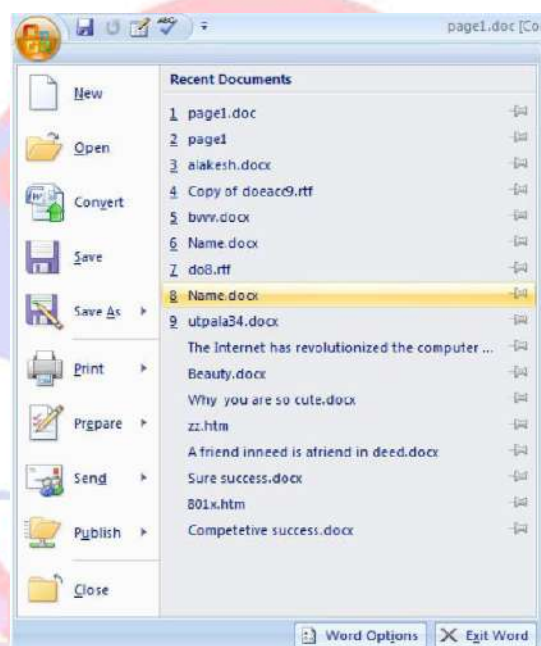 page1.doc [Co
New
Open
Convert
Save
Save As
Print
Prepare
Send
Publish
Close
Recent Documents
1 page1.doc
2 page1
3 alakesh.docx
4 Copy of doeacc9.rtf
5 bvvv.docx
6 Name.docx
7 do8.rtf
8 Name.docx
9 utpala34.docx
The Internet has revolutionized the computer ...
Beauty.docx
Why you are so cute.docx
zz.htm
A friend inneed is afriend in deed.docx
Sure success.docx
801x.htm
Competetive success.docx
Word Options
Exit Word